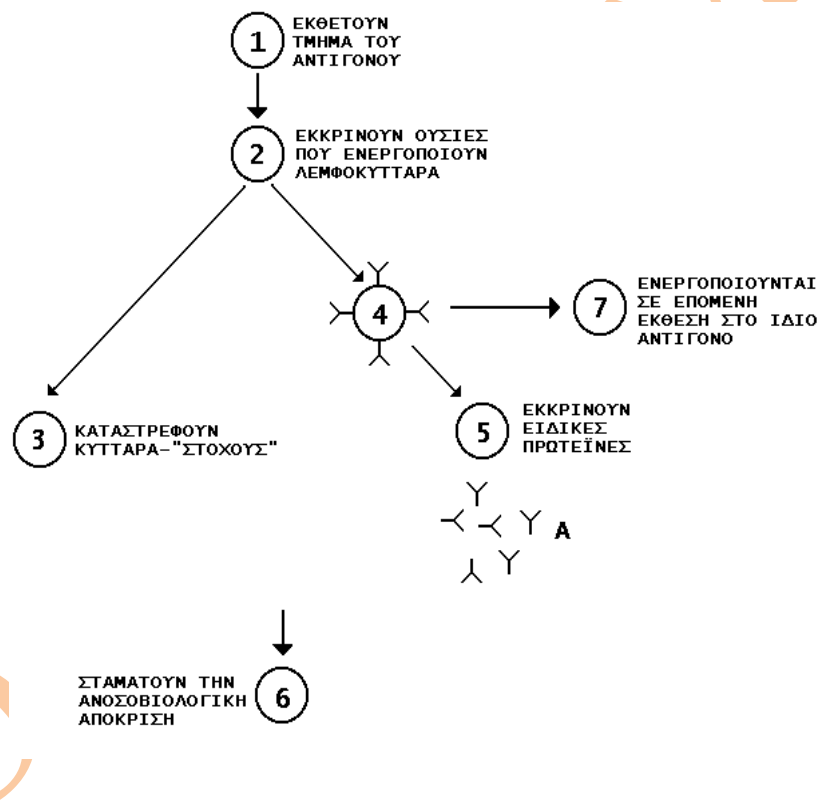 1 ΕΚΘΕΤΟΥΝ
ΤΜΗΜΑ ΤΟΥ
ΑΝΤΙΓΟΝΟΥ
2 ΕΚΚΡΙΝΟΥΝ ΟΥΣΙΕΣ
ΠΟΥ ΕΝΕΡΓΟΠΟΙΟΥΝ
ΛΕΜΦΟΚΥΤΤΑΡΑ
4
7 ΕΝΕΡΓΟΠΟΙΟΥΝΤΑΙ
ΣΕ ΕΠΟΜΕΝΗ
ΕΚΘΕΣΗ ΣΤΟ ΙΔΙΟ
ΑΝΤΙΓΟΝΟ
3 ΚΑΤΑΣΤΡΕΦΟΥΝ
ΚΥΤΤΑΡΑ-"ΣΤΟΧΟΥΣ"
5 ΕΚΚΡΙΝΟΥΝ
ΕΙΔΙΚΕΣ
ΠΡΩΤΕΪΝΕΣ
Α
6 ΣΤΑΜΑΤΟΥΝ ΤΗΝ
ΑΝΟΣΟΒΙΟΛΟΓΙΚΗ
ΑΠΟΚΡΙΣΗ